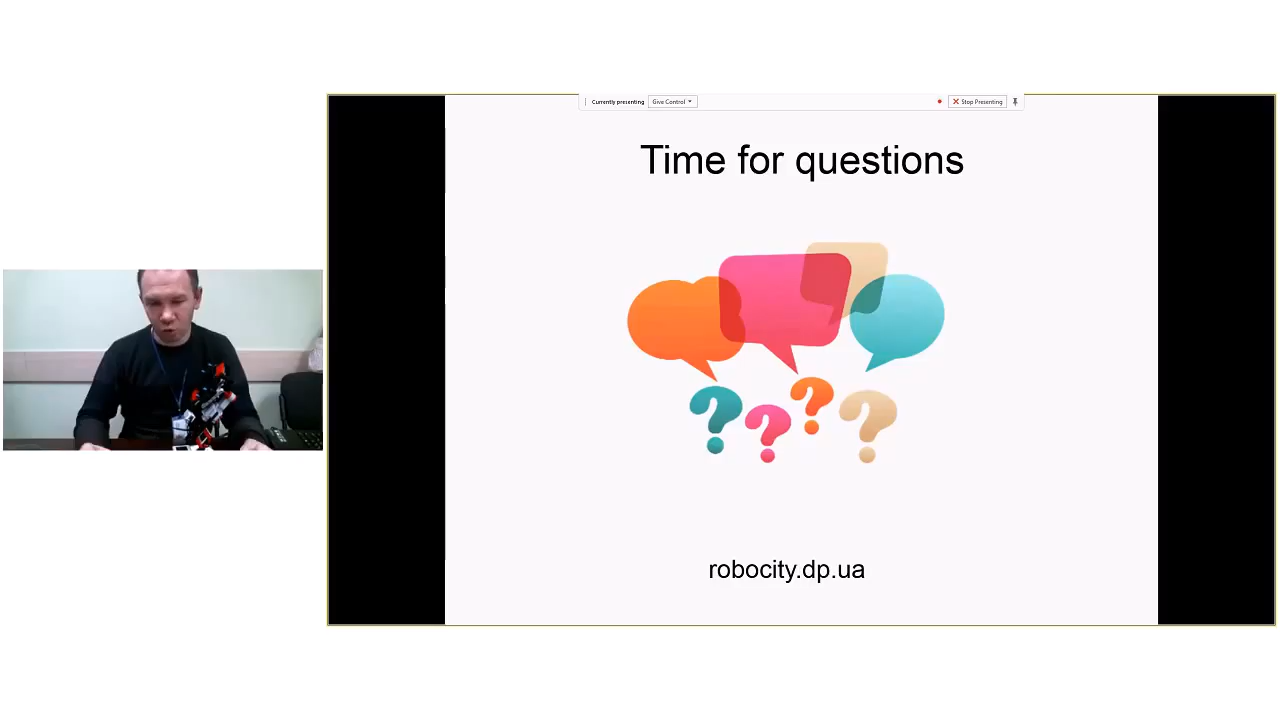 Currently presenting Give Control Stop Presenting
Time for questions
? ? ? ?
robocity.dp.ua